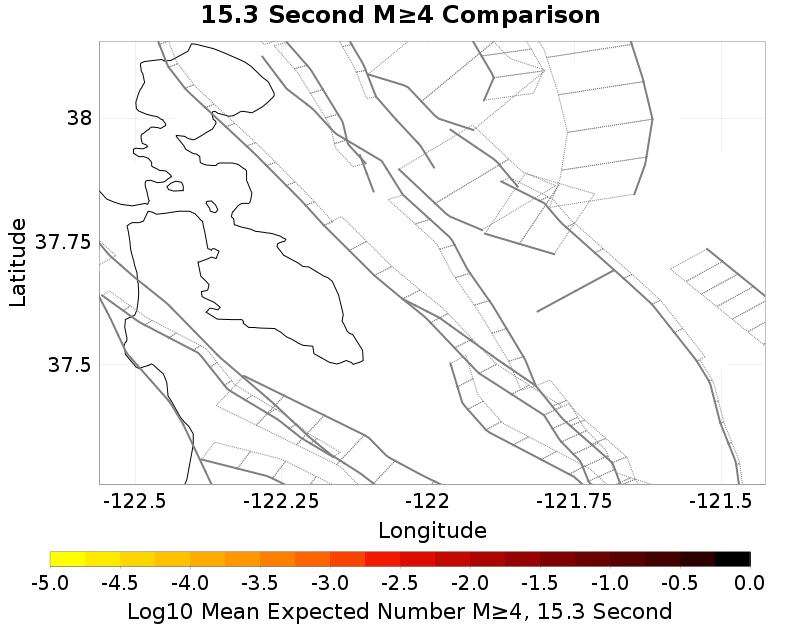 15.3 Second M≥4 Comparison
38
37.75
37.5
Latitude
-122.5 -122.25 -122 -121.75 -121.5
Longitude
-5.0 -4.5 -4.0 -3.5 -3.0 -2.5 -2.0 -1.5 -1.0 -0.5 0.0
Log10 Mean Expected Number M≥4, 15.3 Second